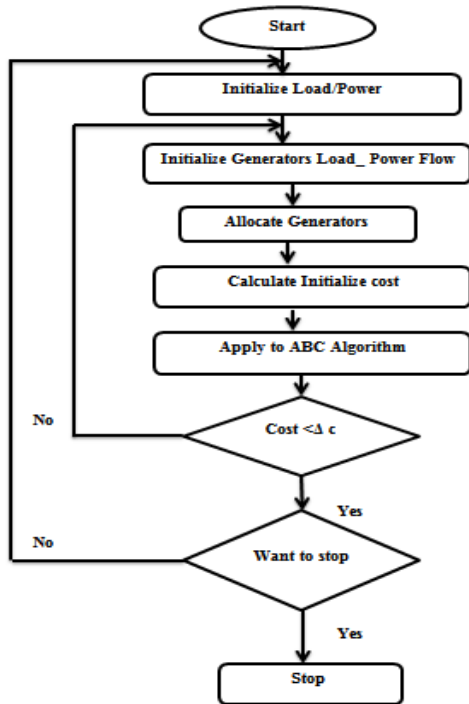 Start
Initialize Load/Power
Initialize Generators Load_ Power Flow
Allocate Generators
Calculate Initialize cost
Apply to ABC Algorithm
No
Cost <Δ c
Yes
No
Want to stop
Yes
Stop